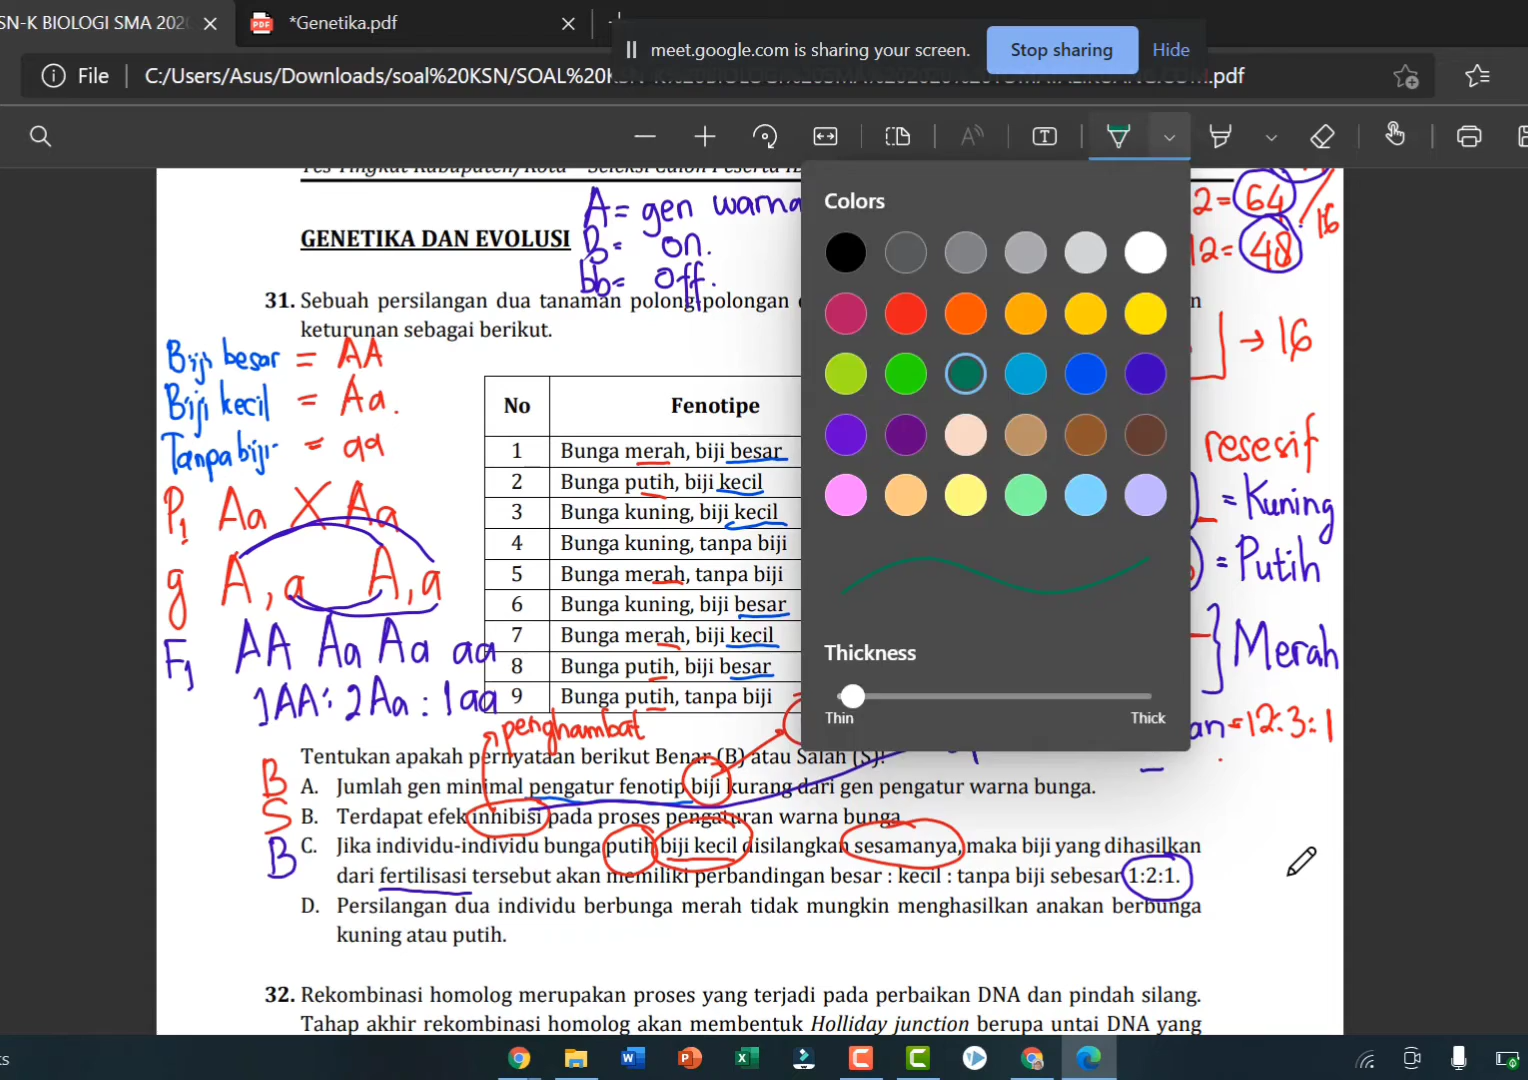 SN-K BIOLOGI SMA 202
*Genetika.pdf
meet.google.com is sharing your screen.
Stop sharing
Hide
File
C:/Users/Asus/Downloads/soal%20KSN/SOAL%20K
.pdf
Colors
Thickness
Thin
Thick
A= gen warna
B= on.
bb= off.
2= 64 /16
12= 48
GENETIKA DAN EVOLUSI
31. Sebuah persilangan dua tanaman polong-polongan
n
keturunan sebagai berikut.
→ 16
Biji besar = AA
Biji kecil = Aa.
Tanpa biji = aa
P1 Aa X Aa
g A, a A, a
F1 AA Aa Aa aa
1AA : 2Aa : 1aa
No Fenotipe
1 Bunga merah, biji besar
2 Bunga putih, biji kecil
3 Bunga kuning, biji kecil
4 Bunga kuning, tanpa biji
5 Bunga merah, tanpa biji
6 Bunga kuning, biji besar
7 Bunga merah, biji kecil
8 Bunga putih, biji besar
9 Bunga putih, tanpa biji
resesif
= Kuning
= Putih
} Merah
an = 12:3:1
penghambat
Tentukan apakah pernyataan berikut Benar (B) atau Salah (S):
B A. Jumlah gen minimal pengatur fenotip biji kurang dari gen pengatur warna bunga.
S B. Terdapat efek inhibisi pada proses pengaturan warna bunga.
B C. Jika individu-individu bunga putih biji kecil disilangkan sesamanya, maka biji yang dihasilkan
dari fertilisasi tersebut akan memiliki perbandingan besar : kecil : tanpa biji sebesar 1:2:1.
D. Persilangan dua individu berbunga merah tidak mungkin menghasilkan anakan berbunga
kuning atau putih.
32. Rekombinasi homolog merupakan proses yang terjadi pada perbaikan DNA dan pindah silang.
Tahap akhir rekombinasi homolog akan membentuk Holliday junction berupa untai DNA yang